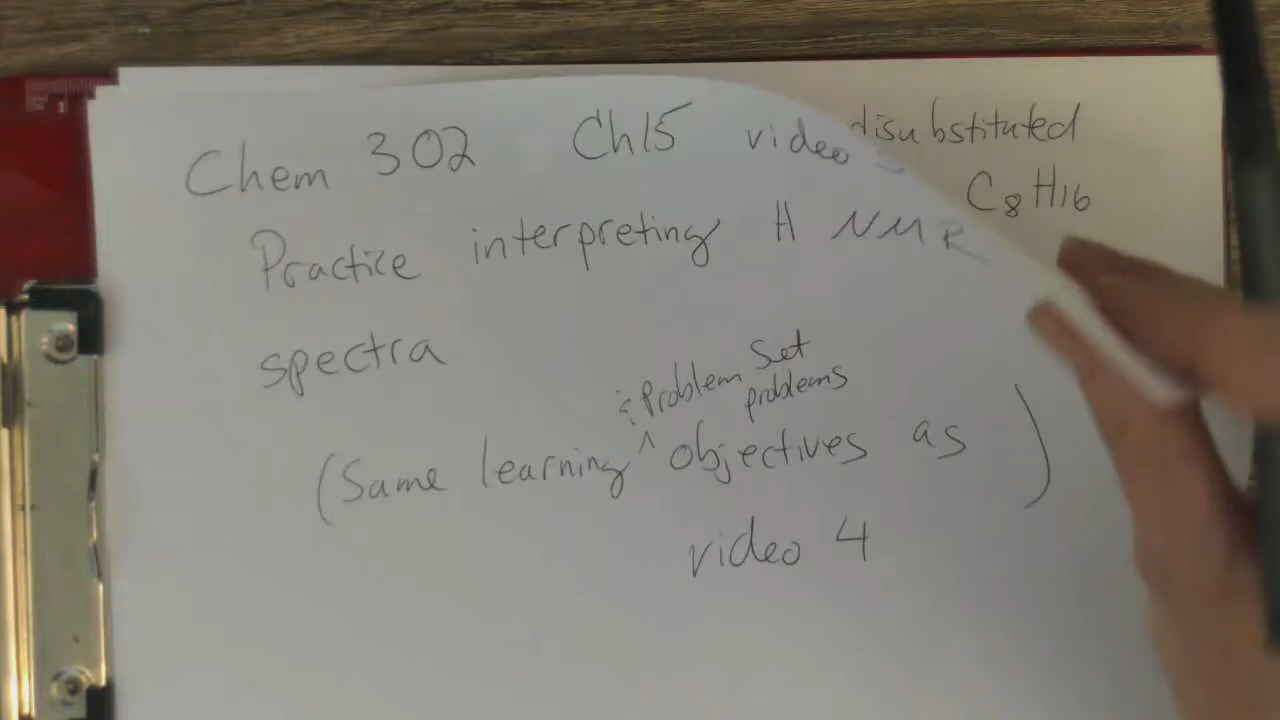 Chem 302 Ch15 video
disubstituted
C8H16
Practice interpreting H NMR
spectra
& Problem Set
problems
(Same learning ^ objectives as )
video 4